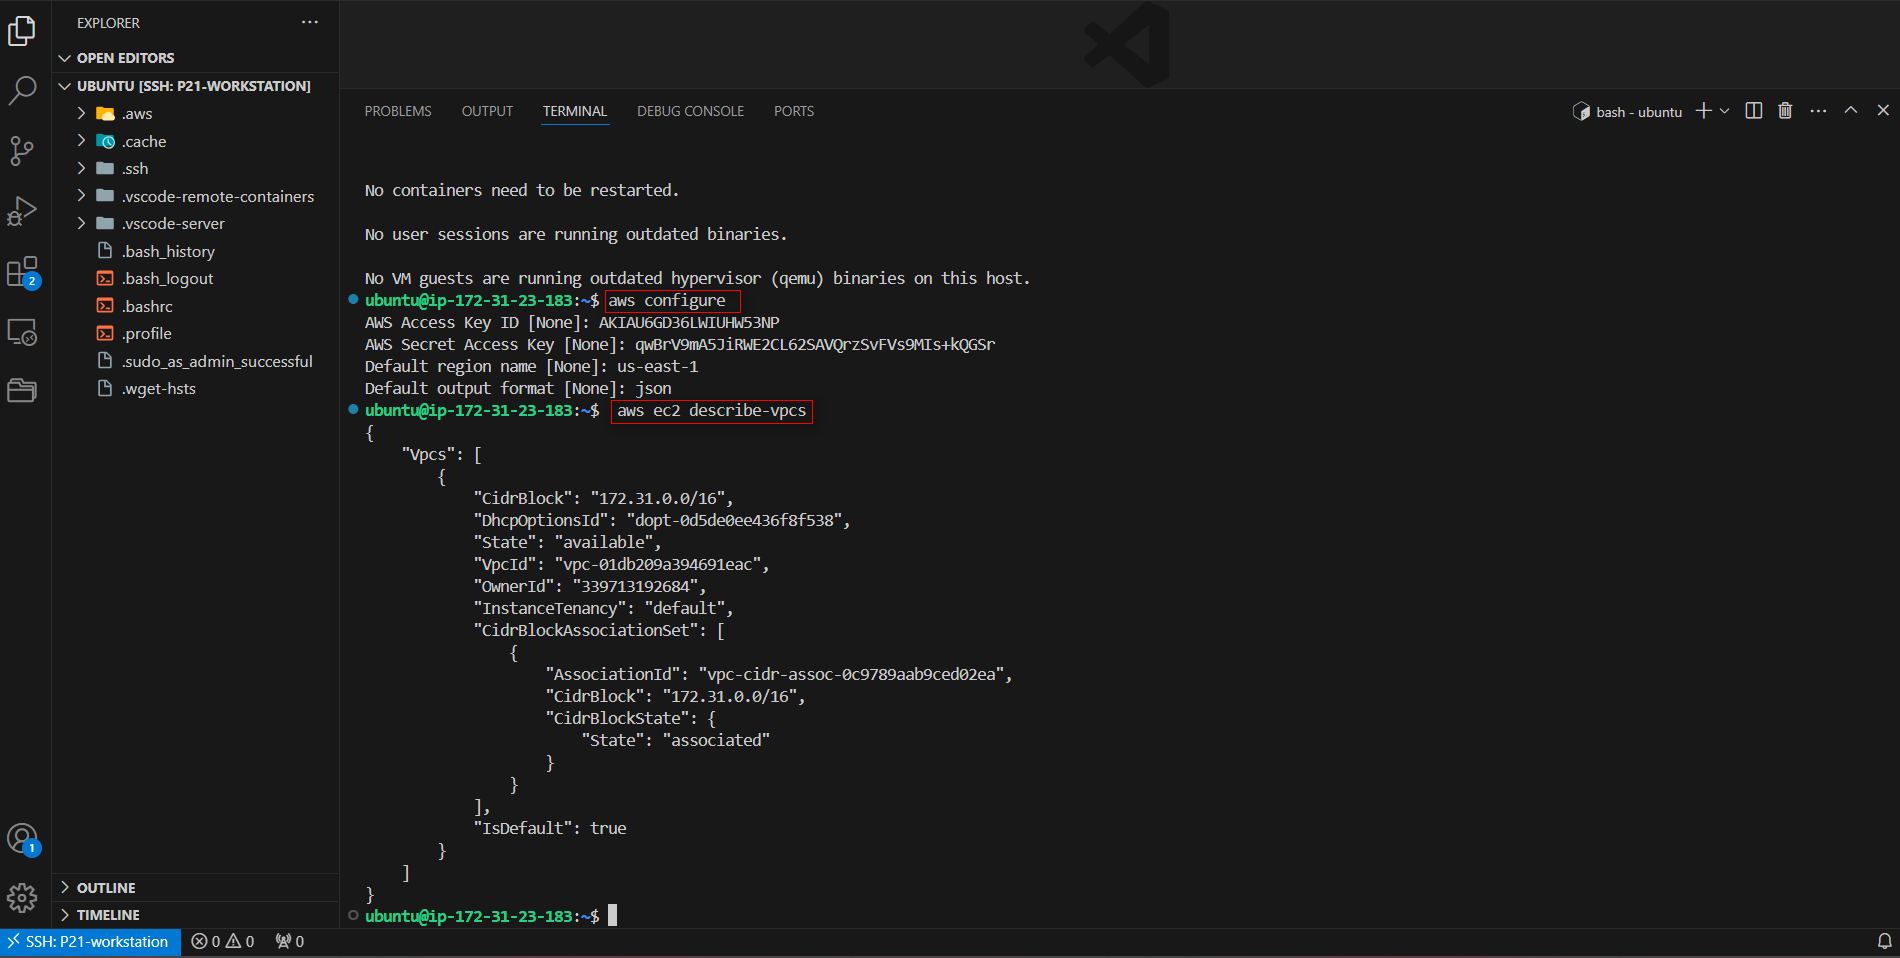 EXPLORER
OPEN EDITORS
UBUNTU [SSH: P21-WORKSTATION]
.aws
.cache
.ssh
.vscode-remote-containers
.vscode-server
.bash_history
.bash_logout
.bashrc
.profile
.sudo_as_admin_successful
.wget-hsts
OUTLINE
TIMELINE
2
1
PROBLEMS OUTPUT TERMINAL DEBUG CONSOLE PORTS
bash - ubuntu
No containers need to be restarted.
No user sessions are running outdated binaries.
No VM guests are running outdated hypervisor (qemu) binaries on this host.
ubuntu@ip-172-31-23-183:~$ aws configure
AWS Access Key ID [None]: AKIAU6GD36LWIUHW53NP
AWS Secret Access Key [None]: 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
Default region name [None]: us-east-1
Default output format [None]: json
ubuntu@ip-172-31-23-183:~$ aws ec2 describe-vpcs
{
"Vpcs": [
{
"CidrBlock": "172.31.0.0/16",
"DhcpOptionsId": "dopt-0d5de0ee436f8f538",
"State": "available",
"VpcId": "vpc-01db209a394691eac",
"OwnerId": "339713192684",
"InstanceTenancy": "default",
"CidrBlockAssociationSet": [
{
"AssociationId": "vpc-cidr-assoc-0c9789aab9ced02ea",
"CidrBlock": "172.31.0.0/16",
"CidrBlockState": {
"State": "associated"
}
}
],
"IsDefault": true
}
]
}
ubuntu@ip-172-31-23-183:~$
SSH: P21-workstation 0 0 0